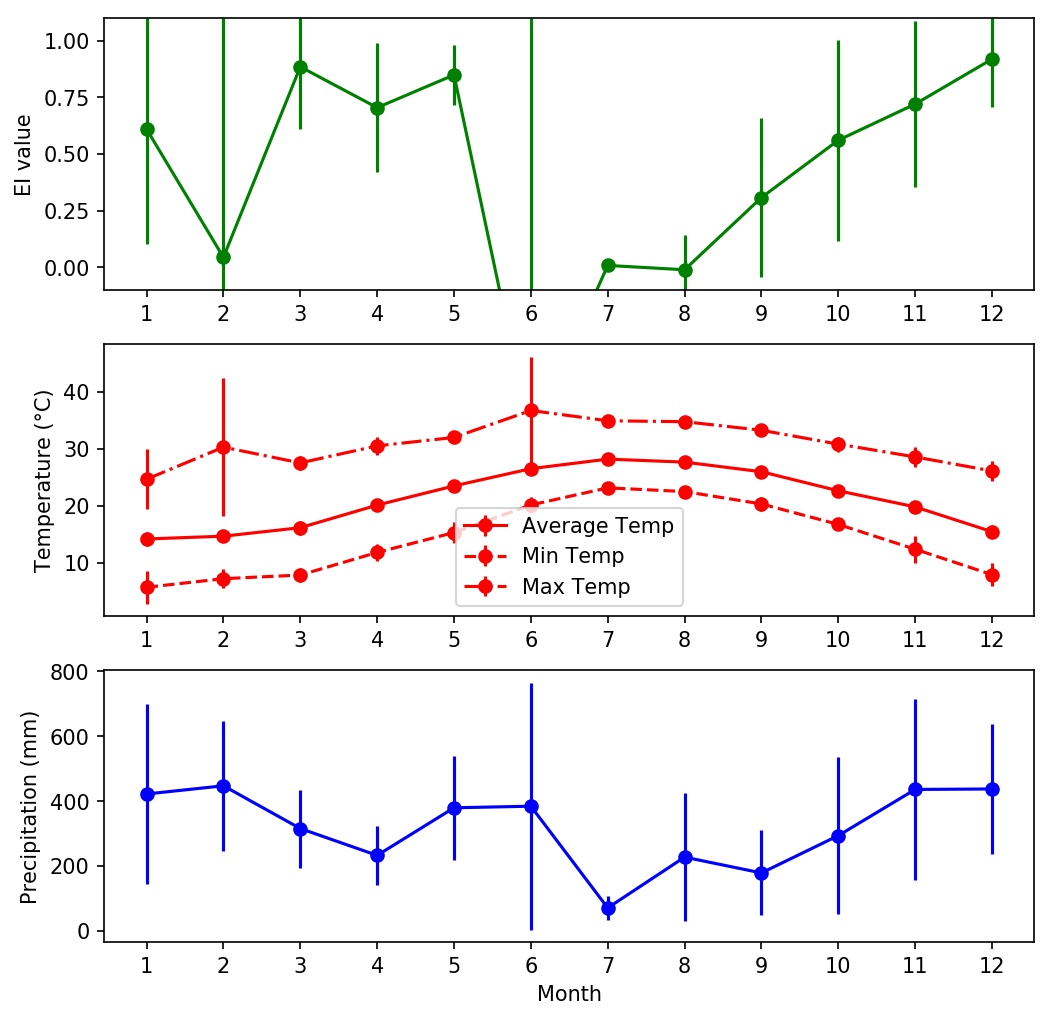 EI value
1.00
0.75
0.50
0.25
0.00
1 2 3 4 5 6 7 8 9 10 11 12
Temperature (°C)
40
30
20
10
Average Temp
Min Temp
Max Temp
1 2 3 4 5 6 7 8 9 10 11 12
Precipitation (mm)
800
600
400
200
0
1 2 3 4 5 6 7 8 9 10 11 12
Month